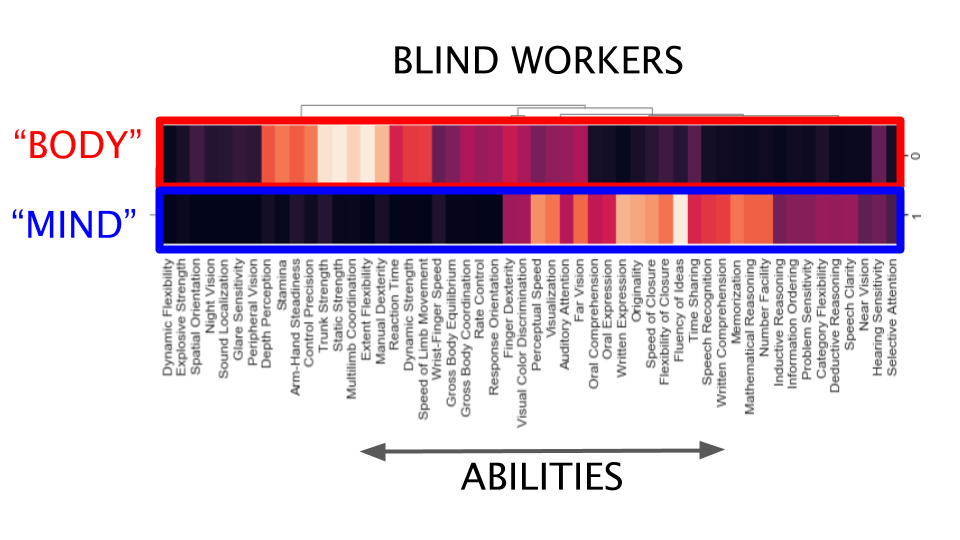 BLIND WORKERS
“BODY”
0
“MIND”
1
Dynamic Flexibility
Explosive Strength
Spatial Orientation
Night Vision
Sound Localization
Glare Sensitivity
Peripheral Vision
Depth Perception
Stamina
Arm-Hand Steadiness
Control Precision
Trunk Strength
Static Strength
Multilimb Coordination
Extent Flexibility
Manual Dexterity
Reaction Time
Dynamic Strength
Speed of Limb Movement
Wrist-Finger Speed
Gross Body Equilibrium
Gross Body Coordination
Rate Control
Response Orientation
Finger Dexterity
Visual Color Discrimination
Perceptual Speed
Visualization
Auditory Attention
Far Vision
Oral Comprehension
Oral Expression
Written Expression
Originality
Speed of Closure
Flexibility of Closure
Fluency of Ideas
Time Sharing
Speech Recognition
Written Comprehension
Memorization
Mathematical Reasoning
Number Facility
Inductive Reasoning
Information Ordering
Problem Sensitivity
Category Flexibility
Deductive Reasoning
Speech Clarity
Near Vision
Hearing Sensitivity
Selective Attention
ABILITIES